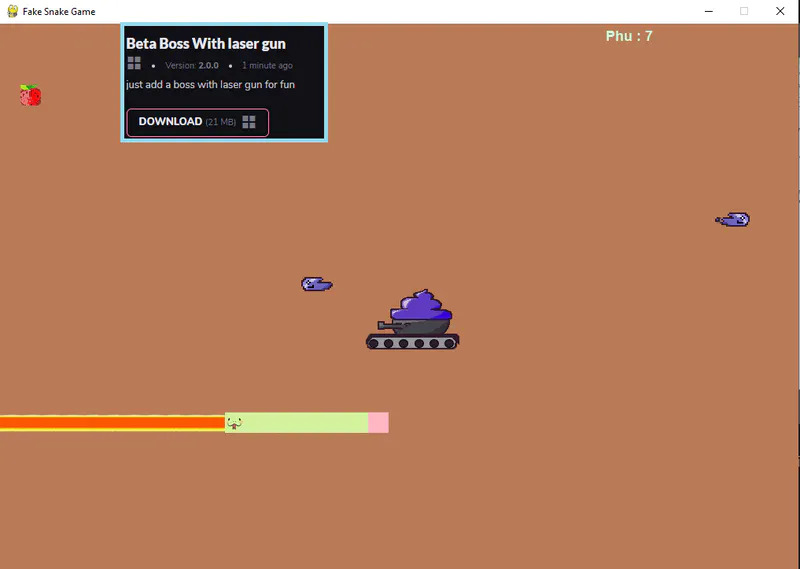 Fake Snake Game
Phu : 7
Beta Boss With laser gun
Version: 2.0.0 • 1 minute ago
just add a boss with laser gun for fun
DOWNLOAD (21 MB)